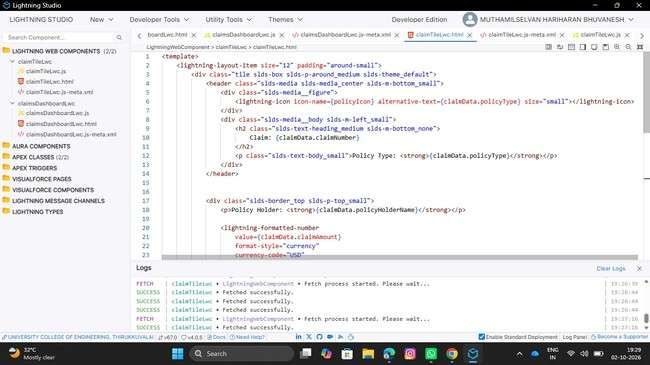 Lightning Studio
LIGHTNING STUDIO New Developer Tools Utility Tools Themes Developer Edition MUTHAMILSELVAN HARIHARAN BHUVANESH
Search Component...
boardLwc.html claimsDashboardLwc.js claimsDashboardLwc.js-meta.xml claimTileLwc.html claimTileLwc.js-meta.xml claimTileLwc.js
LightningWebComponent > claimTileLwc > claimTileLwc.html
LIGHTNING WEB COMPONENTS (2/2)
claimTileLwc
claimTileLwc.js
claimTileLwc.html
claimTileLwc.js-meta.xml
claimsDashboardLwc
claimsDashboardLwc.js
claimsDashboardLwc.html
claimsDashboardLwc.js-meta.xml
AURA COMPONENTS
APEX CLASSES (2/2)
APEX TRIGGERS
VISUALFORCE PAGES
VISUALFORCE COMPONENTS
LIGHTNING MESSAGE CHANNELS
LIGHTNING TYPES
1 <template>
2 <lightning-layout-item size="12" padding="around-small">
3 <div class="tile slds-box slds-p-around_medium slds-theme_default">
4 <header class="slds-media slds-media_center slds-m-bottom_small">
5 <div class="slds-media__figure">
6 <lightning-icon icon-name={policyIcon} alternative-text={claimData.policyType} size="small"></lightning-icon>
7 </div>
8 <div class="slds-media__body slds-m-left_small">
9 <h2 class="slds-text-heading_medium slds-m-bottom_none">
10 Claim: {claimData.claimNumber}
11 </h2>
12 <p class="slds-text-body_small">Policy Type: <strong>{claimData.policyType}</strong></p>
13 </div>
14 </header>
15
16
17 <div class="slds-border_top slds-p-top_small">
18 <p>Policy Holder: <strong>{claimData.policyHolderName}</strong></p>
19
20 <lightning-formatted-number
21 value={claimData.claimAmount}
22 format-style="currency"
23 currency-code="USD"
Logs Clear Logs
FETCH | claimTileLwc • LightningWebComponent • Fetch process started. Please wait... | 19:26:39
SUCCESS | claimTileLwc • Fetched successfully. | 19:26:44
SUCCESS | claimTileLwc • Fetched successfully. | 19:26:44
SUCCESS | claimTileLwc • Fetched successfully. | 19:26:44
FETCH | claimTileLwc • LightningWebComponent • Fetch process started. Please wait... | 19:27:16
SUCCESS | claimTileLwc • Fetched successfully. | 19:27:16
UNIVERSITY COLLEGE OF ENGINEERING, THIRUKKUVALAI v67.0 v4.0.5 Docs Need Help? Enable Standard Deployment Log Panel Become a Supporter
32°C
Mostly clear
Search
ENG
IN
19:29
02-10-2026